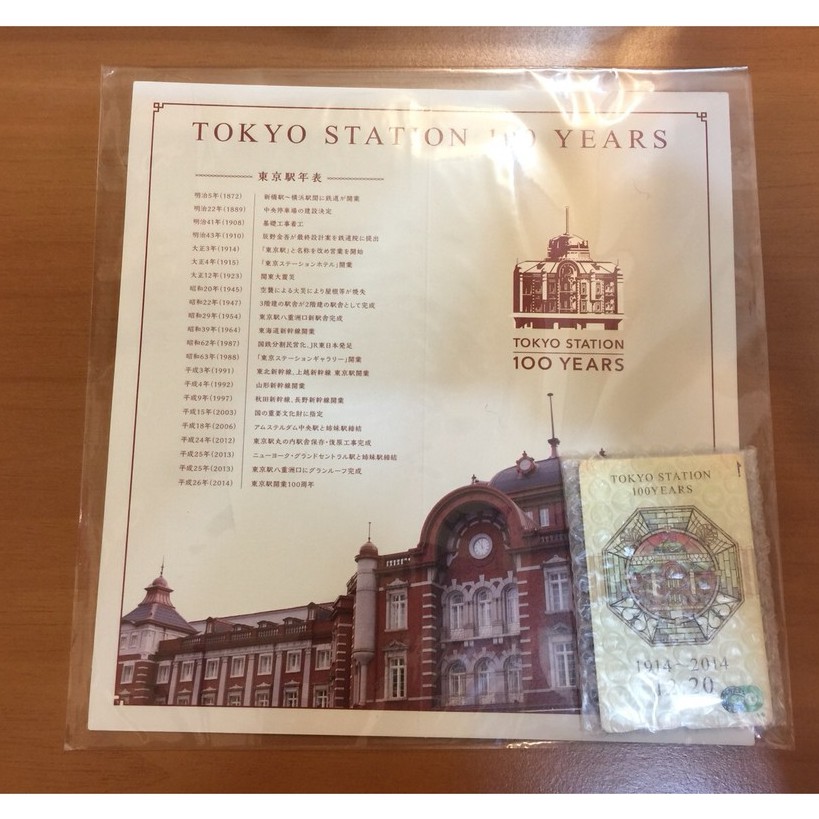 TOKYO STATION 100 YEARS
東京駅年表
明治5年(1872) 新橋駅～横浜駅間に鉄道が開業
明治22年(1889) 中央停車場の建設決定
明治41年(1908) 基礎工事着工
明治43年(1910) 辰野金吾が最終設計案を鉄道院に提出
大正3年(1914) 「東京駅」と名称を改め営業を開始
大正4年(1915) 「東京ステーションホテル」開業
大正12年(1923) 関東大震災
昭和20年(1945) 空襲による火災により屋根等が焼失
昭和22年(1947) 3階建の駅舎が2階建の駅舎として完成
昭和29年(1954) 東京駅八重洲口新駅舎完成
昭和39年(1964) 東海道新幹線開業
昭和62年(1987) 国鉄分割民営化、JR東日本発足
昭和63年(1988) 「東京ステーションギャラリー」開業
平成3年(1991) 東北新幹線、上越新幹線 東京駅開業
平成4年(1992) 山形新幹線開業
平成9年(1997) 秋田新幹線、長野新幹線開業
平成15年(2003) 国の重要文化財に指定
平成18年(2006) アムステルダム中央駅と姉妹駅締結
平成24年(2012) 東京駅丸の内駅舎保存・復原工事完成
平成25年(2013) ニューヨーク・グランドセントラル駅と姉妹駅締結
平成25年(2013) 東京駅八重洲口にグランルーフ完成
平成26年(2014) 東京駅開業100周年
TOKYO STATION
100 YEARS
TOKYO STATION
100YEARS
1914～2014
12.20